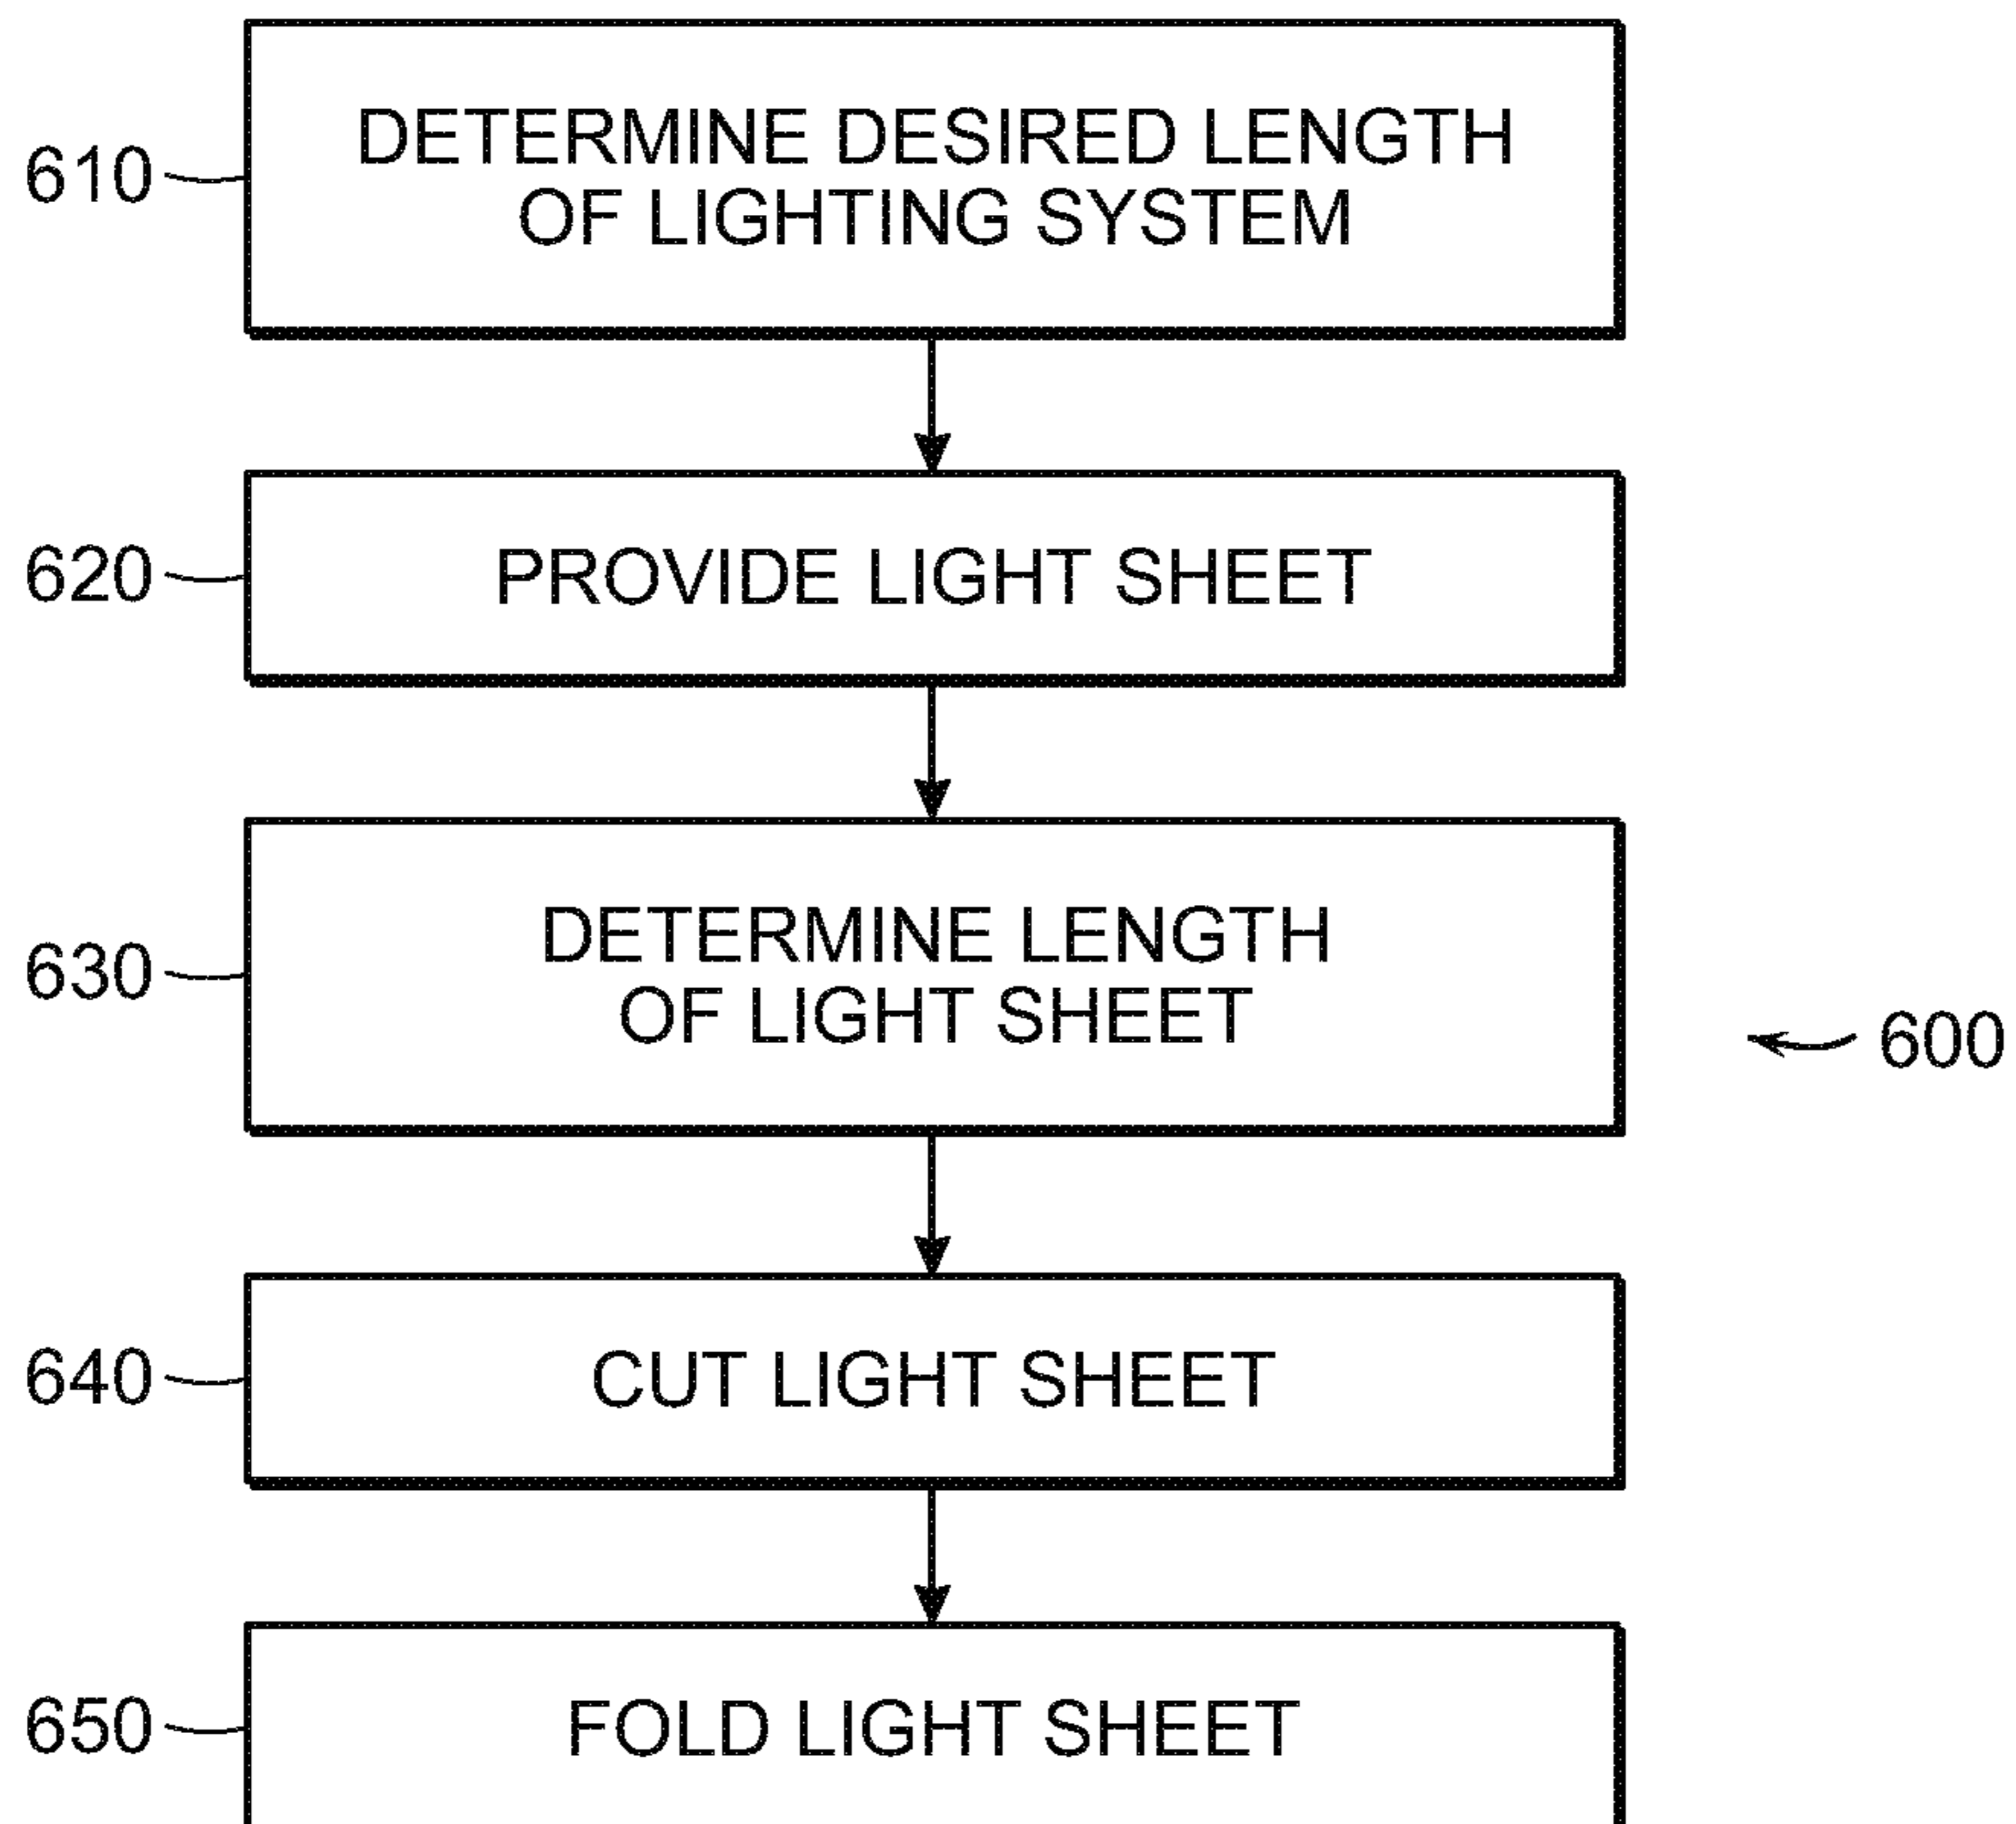 610
DETERMINE DESIRED LENGTH
OF LIGHTING SYSTEM
620
PROVIDE LIGHT SHEET
630
DETERMINE LENGTH
OF LIGHT SHEET
600
640
CUT LIGHT SHEET
650
FOLD LIGHT SHEET